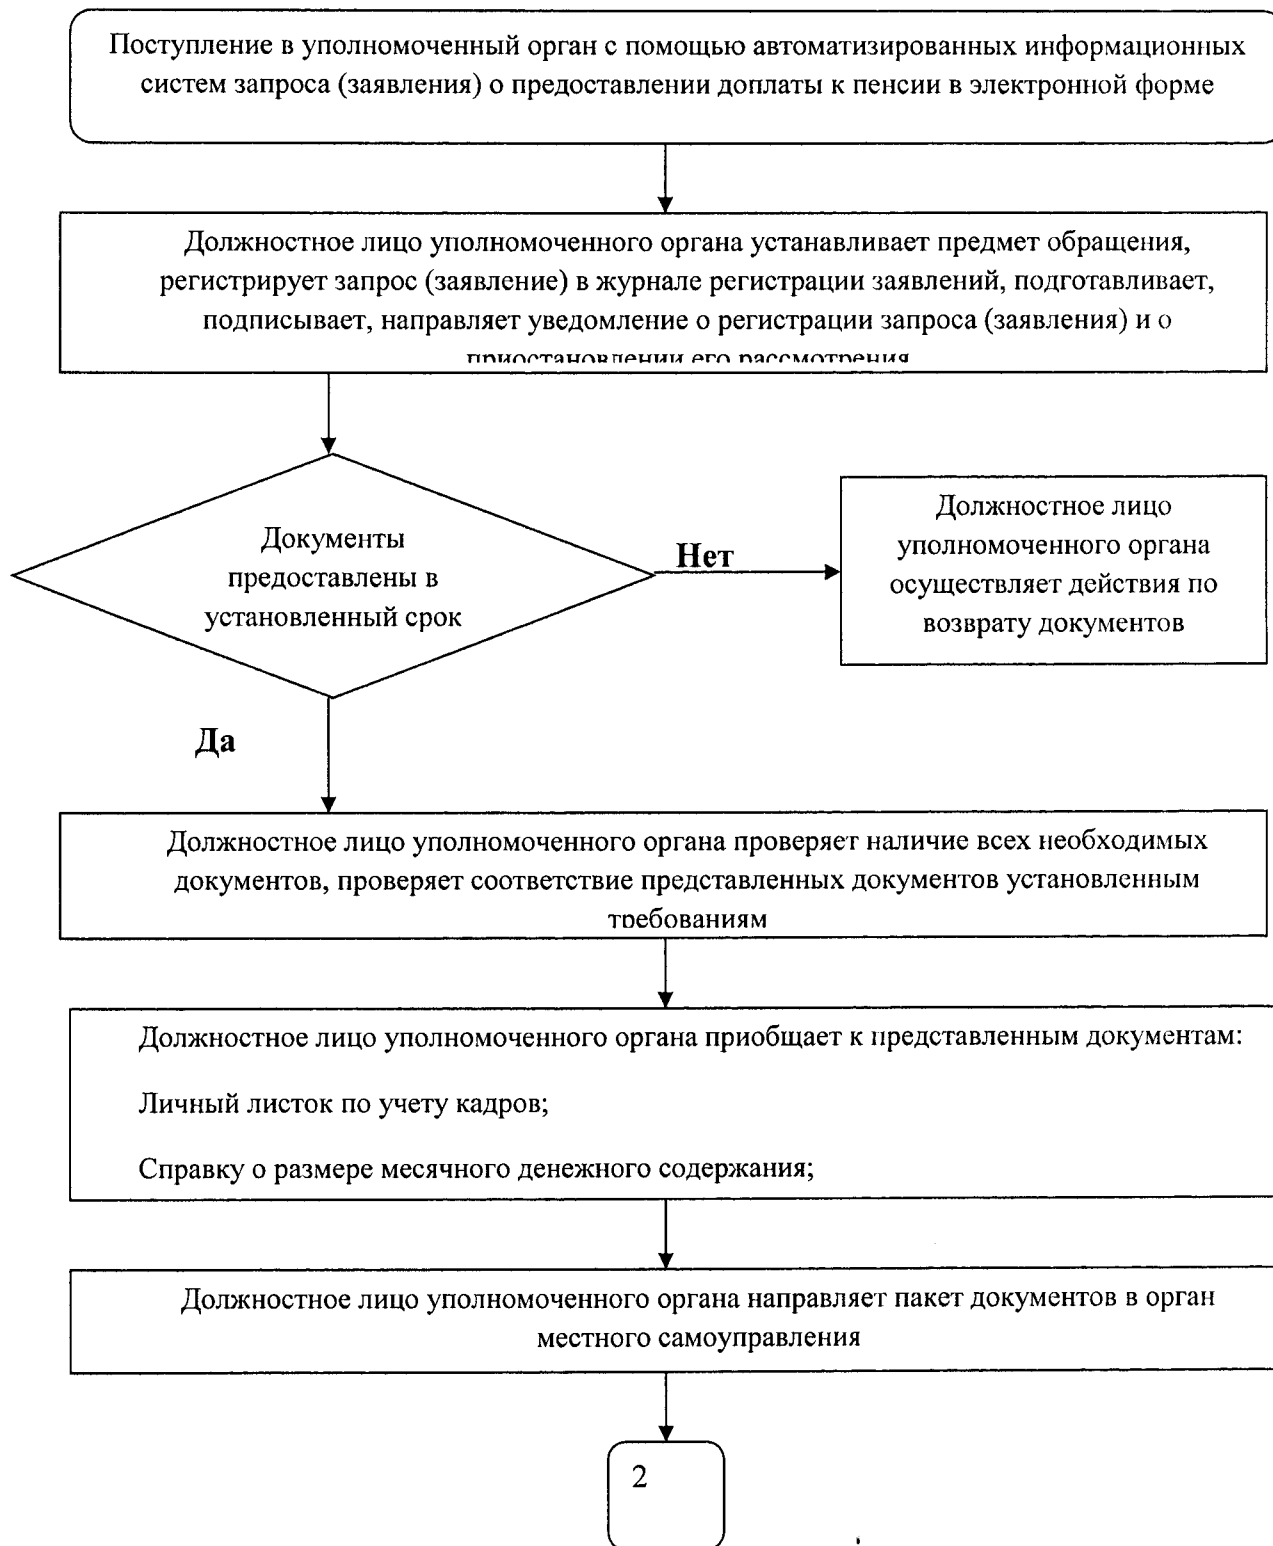 Поступление в уполномоченный орган с помощью автоматизированных информационных
систем запроса (заявления) о предоставлении доплаты к пенсии в электронной форме
Должностное лицо уполномоченного органа устанавливает предмет обращения,
регистрирует запрос (заявление) в журнале регистрации заявлений, подготавливает,
подписывает, направляет уведомление о регистрации запроса (заявления) и о
приостановлении его рассмотрения
Документы
предоставлены в
установленный срок
Нет
Должностное лицо
уполномоченного органа
осуществляет действия по
возврату документов
Да
Должностное лицо уполномоченного органа проверяет наличие всех необходимых
документов, проверяет соответствие представленных документов установленным
требованиям
Должностное лицо уполномоченного органа приобщает к представленным документам:
Личный листок по учету кадров;
Справку о размере месячного денежного содержания;
Должностное лицо уполномоченного органа направляет пакет документов в орган
местного самоуправления
2